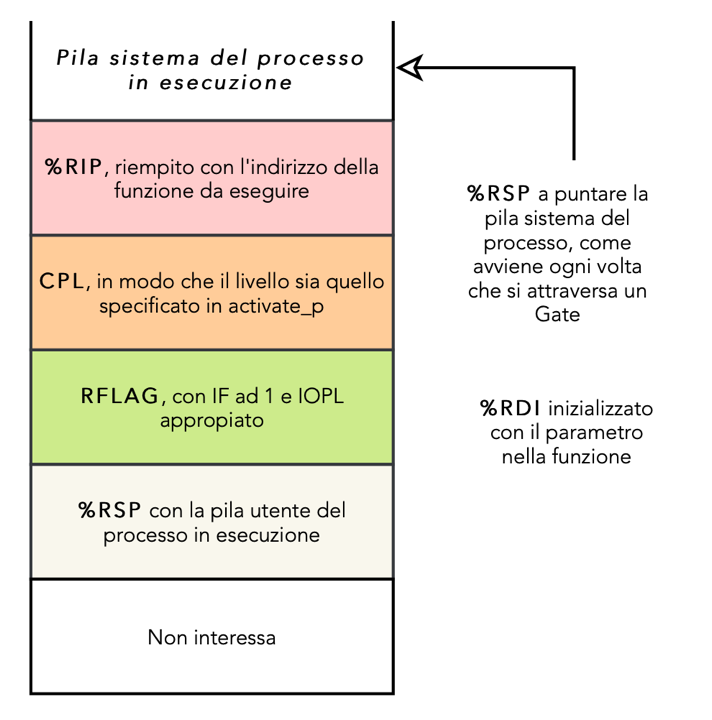 Pila sistema del processo
in esecuzione
%RIP, riempito con l'indirizzo della
funzione da eseguire
CPL, in modo che il livello sia quello
specificato in activate_p
RFLAG, con IF ad 1 e IOPL
appropiato
%RSP con la pila utente del
processo in esecuzione
Non interessa
%RSP a puntare la
pila sistema del
processo, come
avviene ogni volta
che si attraversa un
Gate
%RDI inizializzato
con il parametro
nella funzione